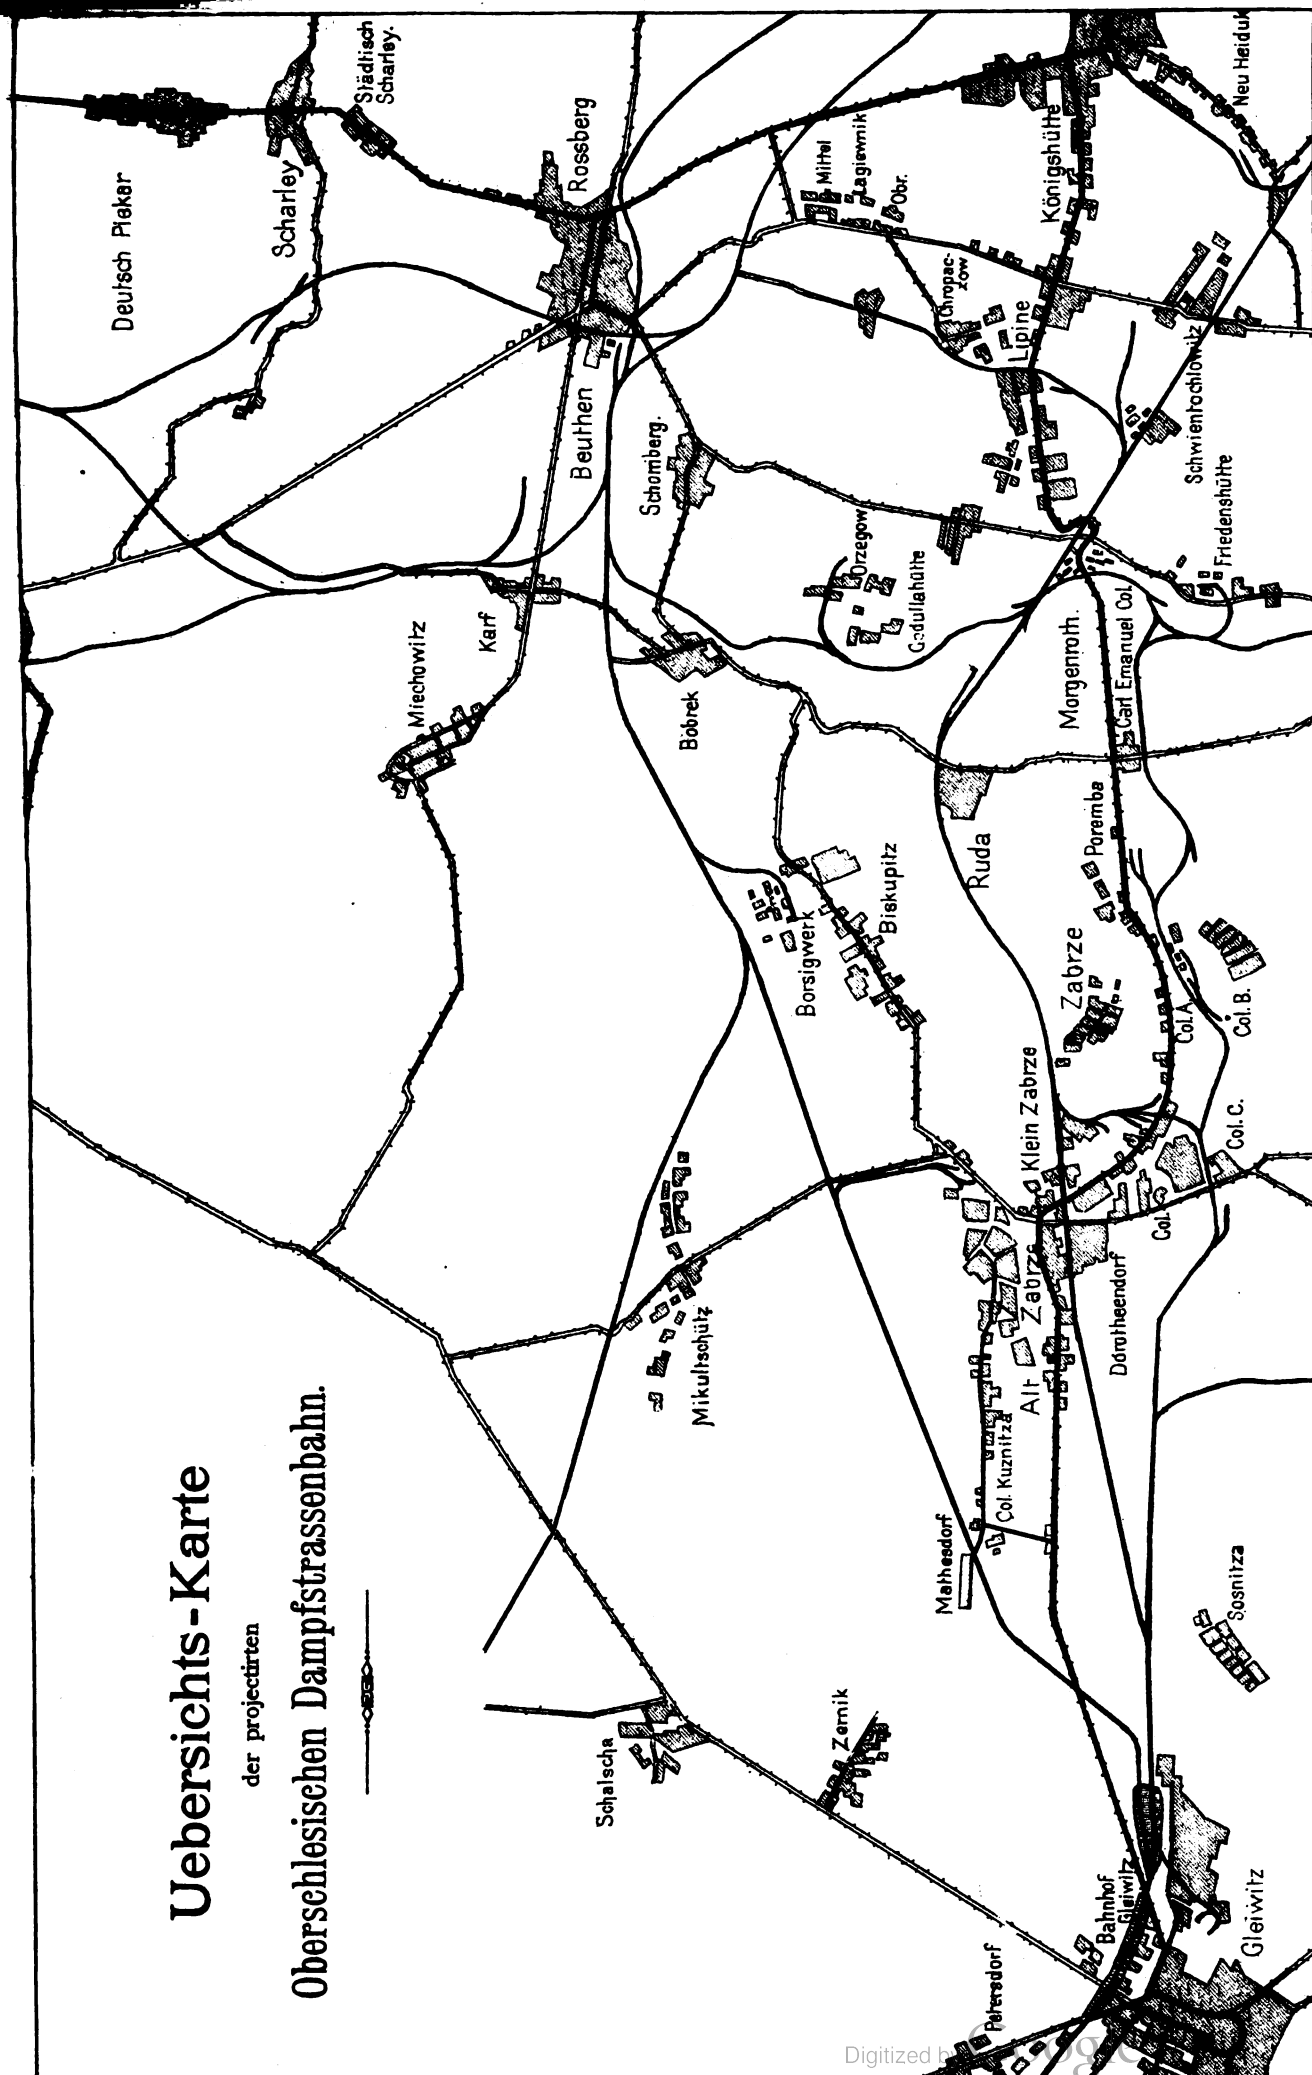 Uebersichts-Karte
der projectirten
Oberschlesischen Dampfstrassenbahn.
Deutsch Piekar
Scharley
Städtisch
Scharley.
Rossberg
Beuthen
Miechowitz
Karf
Schomberg.
Bobrek
Mittel
Lagiewnik
Obr.
Königshütte
Neu Heiduk
Chropac-
zow
Lipine
Schwientochlowitz
Friedenshütte
Orzegow
Godullahütte
Morgenroth.
Carl Emanuel Col.
Ruda
Poremba
Biskupitz
Borsigwerk
Zabrze
Col. A
Col. B.
Klein Zabrze
Col. C.
Col.
Mikultschütz
Alt Zabrze
Dorotheendorf
Col. Kuznitza
Mathesdorf
Sosnitza
Schalscha
Zernik
Bahnhof
Gleiwitz
Gleiwitz
Petersdorf
Digitized by Google